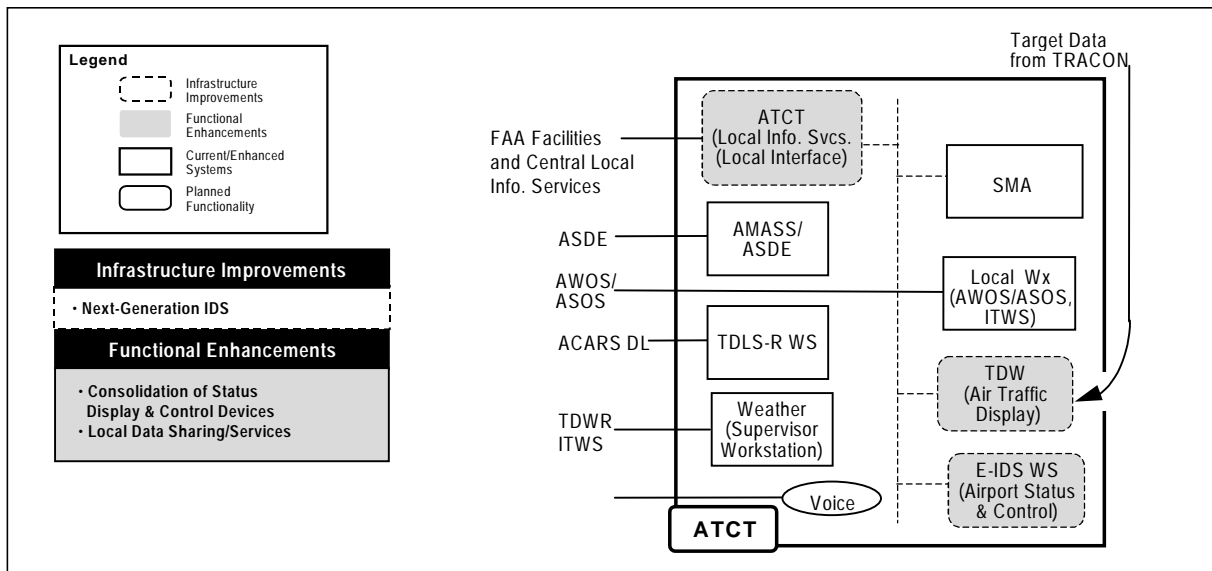 Legend
Infrastructure
Improvements
Functional
Enhancements
Current/Enhanced
Systems
Planned
Functionality
Infrastructure Improvements
• Next-Generation IDS
Functional Enhancements
• Consolidation of Status
Display & Control Devices
• Local Data Sharing/Services
Target Data
from TRACON
FAA Facilities
and Central Local
Info. Services
ATCT
(Local Info. Svcs.
(Local Interface)
SMA
ASDE
AMASS/
ASDE
AWOS/
ASOS
Local Wx
(AWOS/ASOS,
ITWS)
ACARS DL
TDLS-R WS
TDW
(Air Traffic
Display)
TDWR
ITWS
Weather
(Supervisor
Workstation)
E-IDS WS
(Airport Status
& Control)
Voice
ATCT